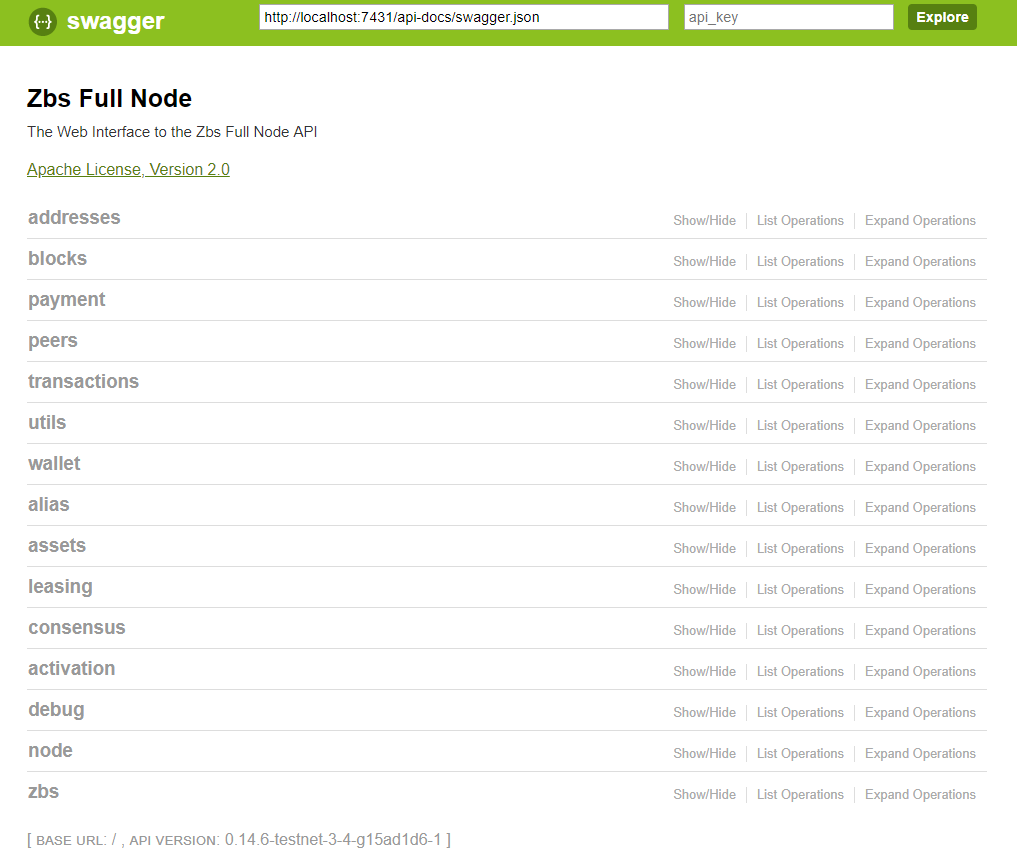 {···} swagger http://localhost:7431/api-docs/swagger.json api_key Explore
Zbs Full Node
The Web Interface to the Zbs Full Node API
Apache License, Version 2.0
addresses Show/Hide List Operations Expand Operations
blocks Show/Hide List Operations Expand Operations
payment Show/Hide List Operations Expand Operations
peers Show/Hide List Operations Expand Operations
transactions Show/Hide List Operations Expand Operations
utils Show/Hide List Operations Expand Operations
wallet Show/Hide List Operations Expand Operations
alias Show/Hide List Operations Expand Operations
assets Show/Hide List Operations Expand Operations
leasing Show/Hide List Operations Expand Operations
consensus Show/Hide List Operations Expand Operations
activation Show/Hide List Operations Expand Operations
debug Show/Hide List Operations Expand Operations
node Show/Hide List Operations Expand Operations
zbs Show/Hide List Operations Expand Operations
[ BASE URL: / , API VERSION: 0.14.6-testnet-3-4-g15ad1d6-1 ]